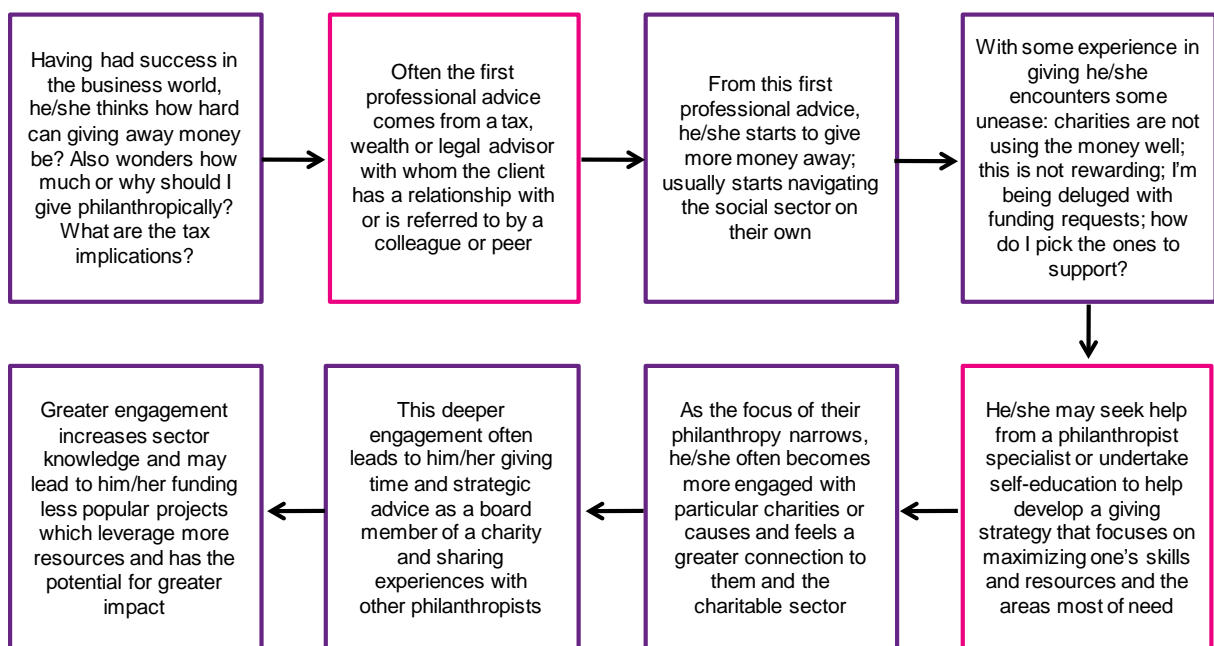 Having had success in
the business world,
he/she thinks how hard
can giving away money
be? Also wonders how
much or why should I
give philanthropically?
What are the tax
implications?
Often the first
professional advice
comes from a tax,
wealth or legal advisor
with whom the client
has a relationship with
or is referred to by a
colleague or peer
From this first
professional advice,
he/she starts to give
more money away;
usually starts navigating
the social sector on
their own
With some experience in
giving he/she
encounters some
unease: charities are not
using the money well;
this is not rewarding; I'm
being deluged with
funding requests; how
do I pick the ones to
support?
He/she may seek help
from a philanthropist
specialist or undertake
self-education to help
develop a giving
strategy that focuses on
maximizing one's skills
and resources and the
areas most of need
As the focus of their
philanthropy narrows,
he/she often becomes
more engaged with
particular charities or
causes and feels a
greater connection to
them and the
charitable sector
This deeper
engagement often
leads to him/her giving
time and strategic
advice as a board
member of a charity
and sharing
experiences with
other philanthropists
Greater engagement
increases sector
knowledge and may
lead to him/her funding
less popular projects
which leverage more
resources and has the
potential for greater
impact